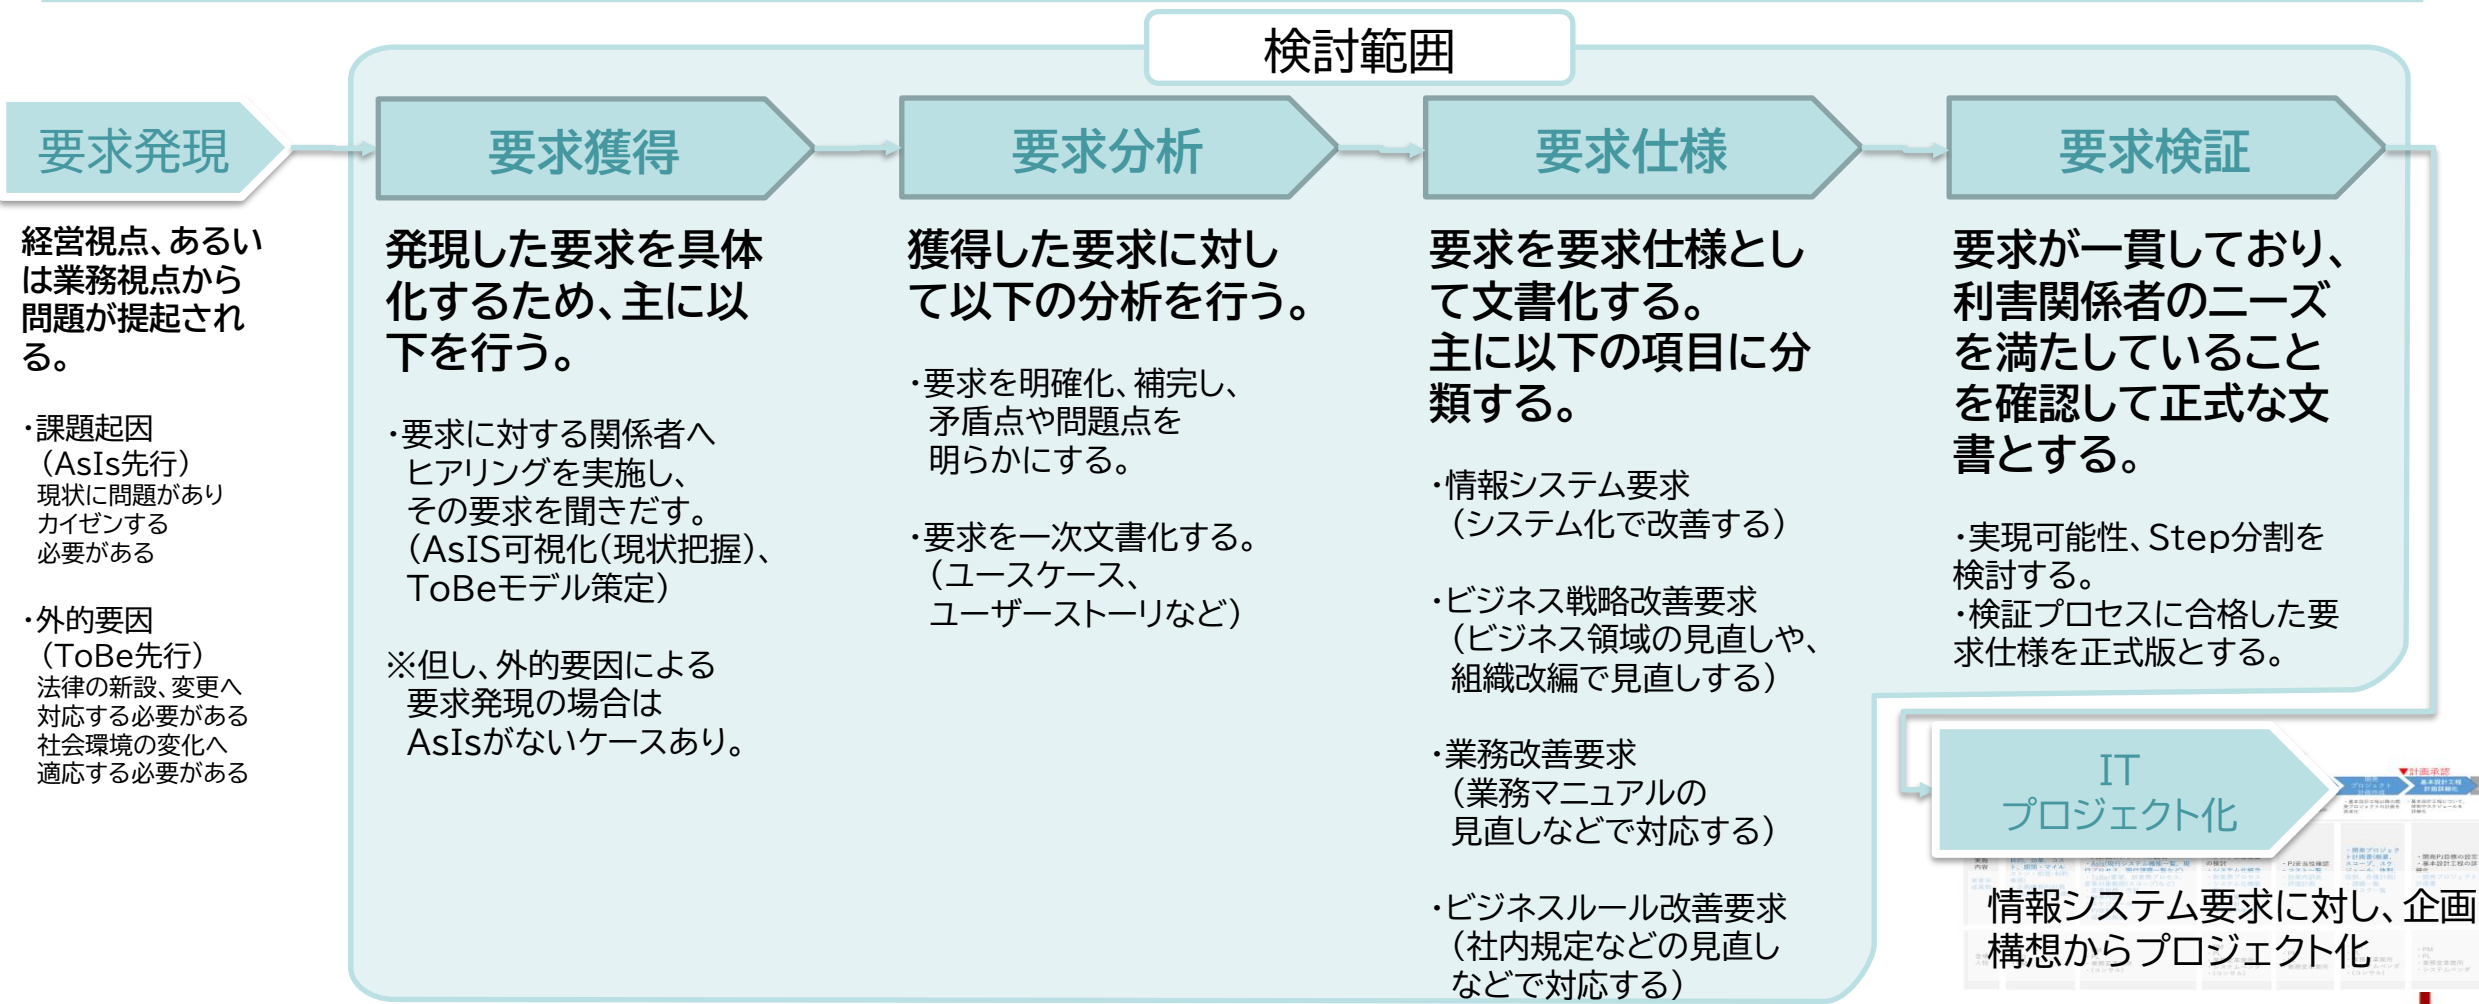 検討範囲
要求発現
経営視点、あるい
は業務視点から
問題が提起され
る。
・課題起因
（AsIs先行）
現状に問題があり
カイゼンする
必要がある
・外的要因
（ToBe先行）
法律の新設、変更へ
対応する必要がある
社会環境の変化へ
適応する必要がある
要求獲得
発現した要求を具体
化するため、主に以
下を行う。
・要求に対する関係者へ
ヒアリングを実施し、
その要求を聞きだす。
（AsIS可視化(現状把握)、
ToBeモデル策定）
※但し、外的要因による
要求発現の場合は
AsIsがないケースあり。
要求分析
獲得した要求に対し
て以下の分析を行う。
・要求を明確化、補完し、
矛盾点や問題点を
明らかにする。
・要求を一次文書化する。
（ユースケース、
ユーザーストーリなど）
要求仕様
要求を要求仕様とし
て文書化する。
主に以下の項目に分
類する。
・情報システム要求
（システム化で改善する）
・ビジネス戦略改善要求
（ビジネス領域の見直しや、
組織改編で見直しする）
・業務改善要求
（業務マニュアルの
見直しなどで対応する）
・ビジネスルール改善要求
（社内規定などの見直し
などで対応する）
要求検証
要求が一貫しており、
利害関係者のニーズ
を満たしていること
を確認して正式な文
書とする。
・実現可能性、Step分割を
検討する。
・検証プロセスに合格した要
求仕様を正式版とする。
IT
プロジェクト化
▼計画承認
基本設計工程
計画詳細化
情報システム要求に対し、企画
構想からプロジェクト化